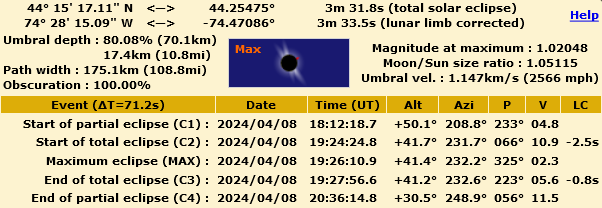 44° 15' 17.11" N <—> 44.25475° 3m 31.8s (total solar eclipse)
74° 28' 15.09" W <—> -74.47086° 3m 33.5s (lunar limb corrected)
Help
Umbral depth : 80.08% (70.1km)
17.4km (10.8mi)
Path width : 175.1km (108.8mi)
Obscuration : 100.00%
Max
Magnitude at maximum : 1.02048
Moon/Sun size ratio : 1.05115
Umbral vel. : 1.147km/s (2566 mph)
Event (ΔT=71.2s) Date Time (UT) Alt Azi P V LC
Start of partial eclipse (C1) : 2024/04/08 18:12:18.7 +50.1° 208.8° 233° 04.8
Start of total eclipse (C2) : 2024/04/08 19:24:24.8 +41.7° 231.7° 066° 10.9 -2.5s
Maximum eclipse (MAX) : 2024/04/08 19:26:10.9 +41.4° 232.2° 325° 02.3
End of total eclipse (C3) : 2024/04/08 19:27:56.6 +41.2° 232.6° 223° 05.6 -0.8s
End of partial eclipse (C4) : 2024/04/08 20:36:14.8 +30.5° 248.9° 056° 11.5